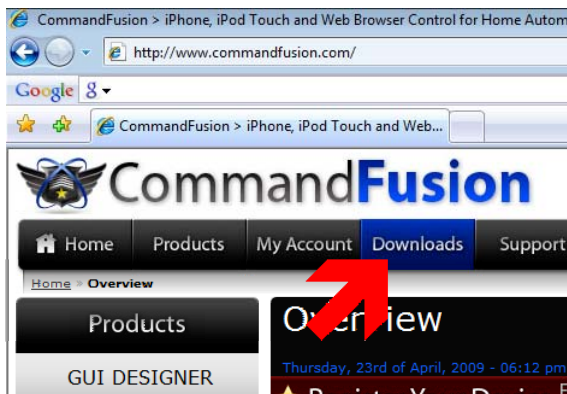 CommandFusion > iPhone, iPod Touch and Web Browser Control for Home Autom
http://www.commandfusion.com/
Google
CommandFusion > iPhone, iPod Touch and Web...
CommandFusion
Home Products My Account Downloads Support
Home » Overview
Products
Overview
Thursday, 23rd of April, 2009 - 06:12 pm
GUI DESIGNER